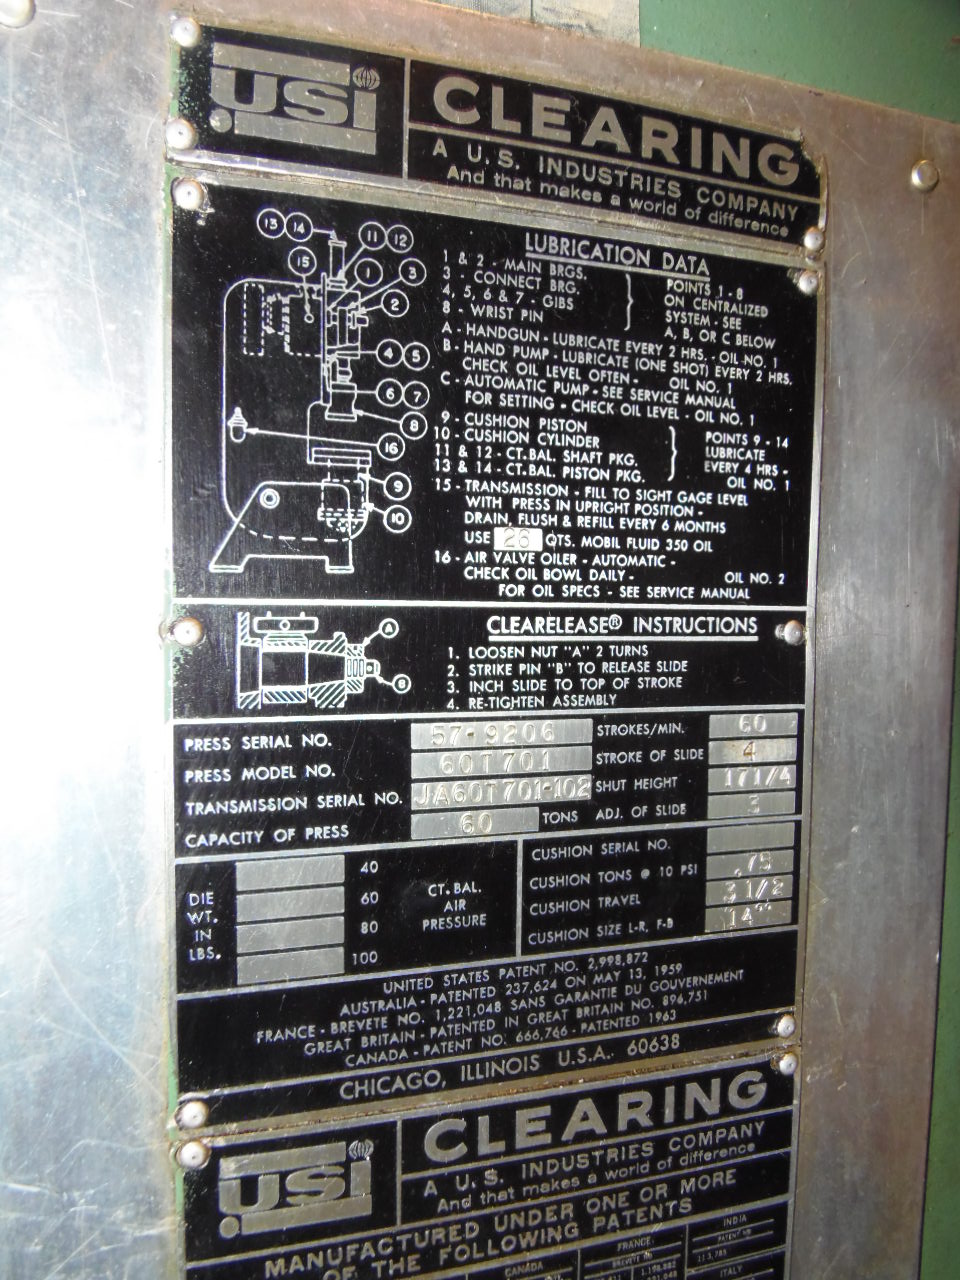 USi
CLEARING
A U.S. INDUSTRIES COMPANY
And that makes a world of difference
13 14
11 12
15
1
3
2
4 5
6 7
8
16
9
10
LUBRICATION DATA
1 & 2 - MAIN BRGS.
3 - CONNECT BRG.
4, 5, 6 & 7 - GIBS
8 - WRIST PIN
POINTS 1 - 8
ON CENTRALIZED
SYSTEM - SEE
A, B, OR C BELOW
A - HANDGUN - LUBRICATE EVERY 2 HRS. - OIL NO. 1
B - HAND PUMP - LUBRICATE (ONE SHOT) EVERY 2 HRS.
CHECK OIL LEVEL OFTEN - OIL NO. 1
C - AUTOMATIC PUMP - SEE SERVICE MANUAL
FOR SETTING - CHECK OIL LEVEL - OIL NO. 1
9 - CUSHION PISTON
10 - CUSHION CYLINDER
11 & 12 - CT.BAL. SHAFT PKG.
13 & 14 - CT.BAL. PISTON PKG.
POINTS 9 - 14
LUBRICATE
EVERY 4 HRS -
OIL NO. 1
15 - TRANSMISSION - FILL TO SIGHT GAGE LEVEL
WITH PRESS IN UPRIGHT POSITION -
DRAIN, FLUSH & REFILL EVERY 6 MONTHS
USE 26 QTS. MOBIL FLUID 350 OIL
16 - AIR VALVE OILER - AUTOMATIC -
CHECK OIL BOWL DAILY - OIL NO. 2
FOR OIL SPECS - SEE SERVICE MANUAL
A
B
CLEARELEASE® INSTRUCTIONS
1. LOOSEN NUT "A" 2 TURNS
2. STRIKE PIN "B" TO RELEASE SLIDE
3. INCH SLIDE TO TOP OF STROKE
4. RE-TIGHTEN ASSEMBLY
PRESS SERIAL NO. 57-9206
STROKES/MIN. 60
PRESS MODEL NO. 60T701
STROKE OF SLIDE 4
TRANSMISSION SERIAL NO. JA60T701-102
SHUT HEIGHT 171/4
CAPACITY OF PRESS 60 TONS
ADJ. OF SLIDE 3
DIE
WT.
IN
LBS.
40
60
80
100
CT. BAL.
AIR
PRESSURE
CUSHION SERIAL NO.
CUSHION TONS @ 10 PSI .75
CUSHION TRAVEL 3 1/2
CUSHION SIZE L-R, F-B 14"
UNITED STATES PATENT NO. 2,998,872
AUSTRALIA - PATENTED 237,624 ON MAY 13, 1959
FRANCE - BREVETE NO. 1,221,048 SANS GARANTIE DU GOUVERNEMENT
GREAT BRITAIN - PATENTED IN GREAT BRITAIN NO. 896,751
CANADA - PATENT NO. 666,766 - PATENTED 1963
CHICAGO, ILLINOIS U.S.A. 60638
USi
CLEARING
A U.S. INDUSTRIES COMPANY
And that makes a world of difference
MANUFACTURED UNDER ONE OR MORE
OF THE FOLLOWING PATENTS
CANADA
FRANCE
BREVETE NO
INDIA
PATENT NO
113,785
ITALY